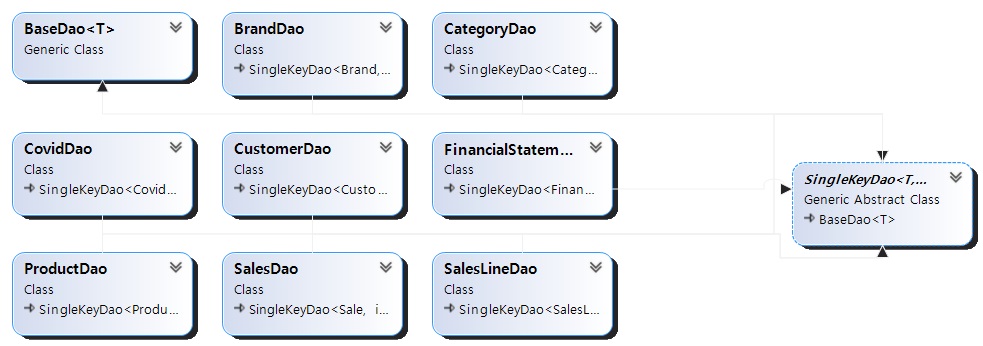 BaseDao<T>
Generic Class
BrandDao
Class
SingleKeyDao<Brand,...
CategoryDao
Class
SingleKeyDao<Categ...
CovidDao
Class
SingleKeyDao<Covid...
CustomerDao
Class
SingleKeyDao<Custo...
FinancialStatem...
Class
SingleKeyDao<Finan...
SingleKeyDao<T,...
Generic Abstract Class
BaseDao<T>
ProductDao
Class
SingleKeyDao<Produ...
SalesDao
Class
SingleKeyDao<Sale, i...
SalesLineDao
Class
SingleKeyDao<SalesL...